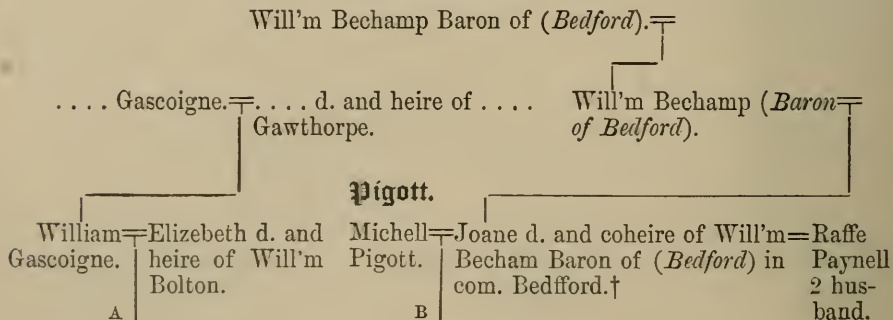 Will'm Bechamp Baron of (Bedford).
. . . . Gascoigne. . . . . d. and heire of . . . .
Gawthorpe.
Will'm Bechamp (Baron
of Bedford).
Pigott.
William
Gascoigne.
Elizebeth d. and
heire of Will'm
Bolton.
Michell
Pigott.
Joane d. and coheire of Will'm
Becham Baron of (Bedford) in
com. Bedfford.†
Raffe
Paynell
2 hus-
band.
A
B